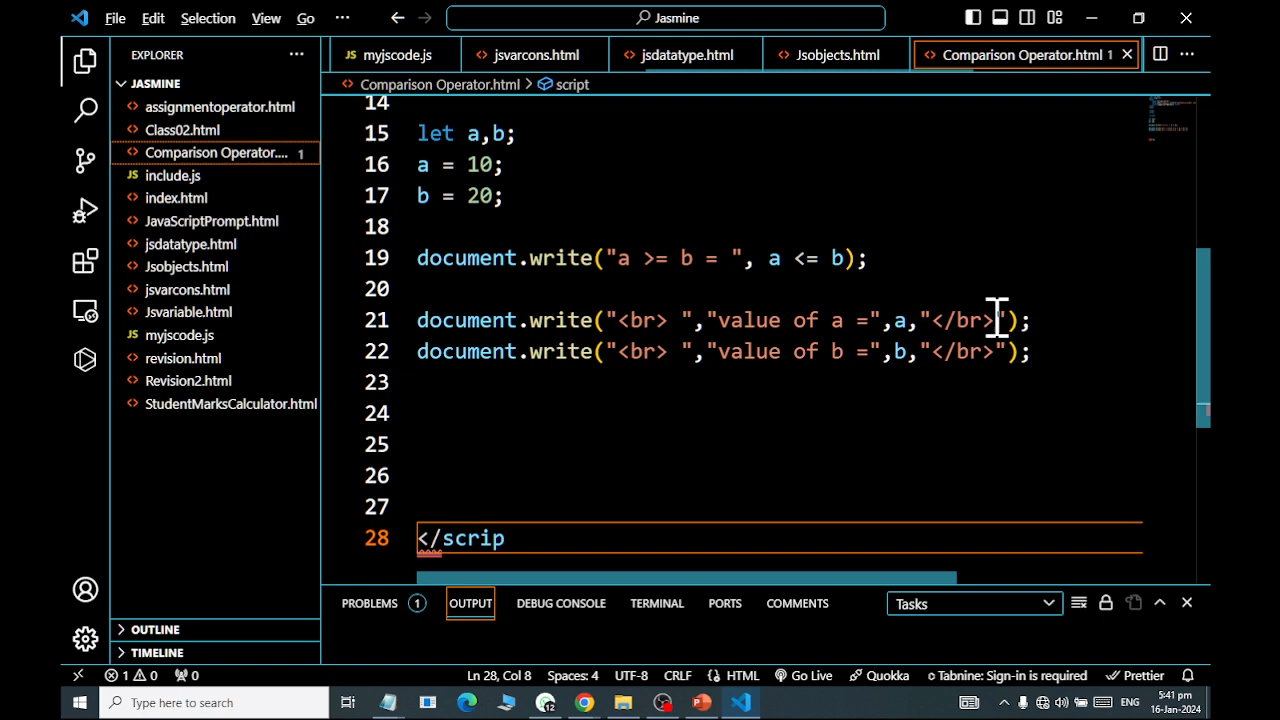 File Edit Selection View Go ··· Jasmine
EXPLORER ···
myjscode.js jsvarcons.html jsdatatype.html Jsobjects.html Comparison Operator.html 1
JASMINE
Comparison Operator.html > script
assignmentoperator.html
Class02.html
Comparison Operator.... 1
include.js
index.html
JavaScriptPrompt.html
jsdatatype.html
Jsobjects.html
jsvarcons.html
Jsvariable.html
myjscode.js
revision.html
Revision2.html
StudentMarksCalculator.html
OUTLINE
TIMELINE
14
15 let a,b;
16 a = 10;
17 b = 20;
18
19 document.write("a >= b = ", a <= b);
20
21 document.write("<br> ","value of a =",a,"</br>");
22 document.write("<br> ","value of b =",b,"</br>");
23
24
25
26
27
28 </scrip
PROBLEMS 1 OUTPUT DEBUG CONSOLE TERMINAL PORTS COMMENTS Tasks
1 0 0 Ln 28, Col 8 Spaces: 4 UTF-8 CRLF HTML Go Live Quokka Tabnine: Sign-in is required Prettier
Type here to search 12 ENG 5:41 pm
16-Jan-2024